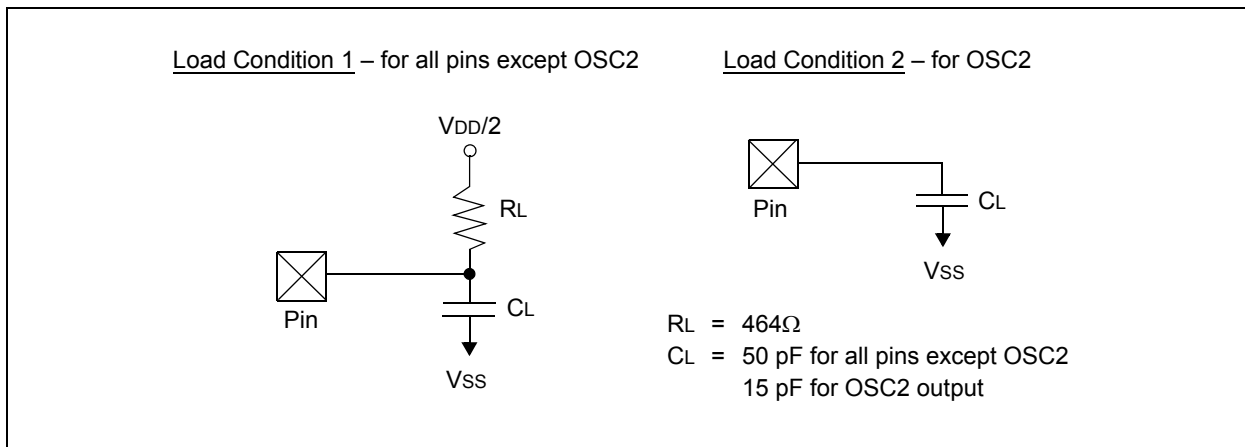 Load Condition 1 – for all pins except OSC2
VDD/2
RL
Pin
CL
VSS
Load Condition 2 – for OSC2
Pin
CL
VSS
RL = 464Ω
CL = 50 pF for all pins except OSC2
15 pF for OSC2 output